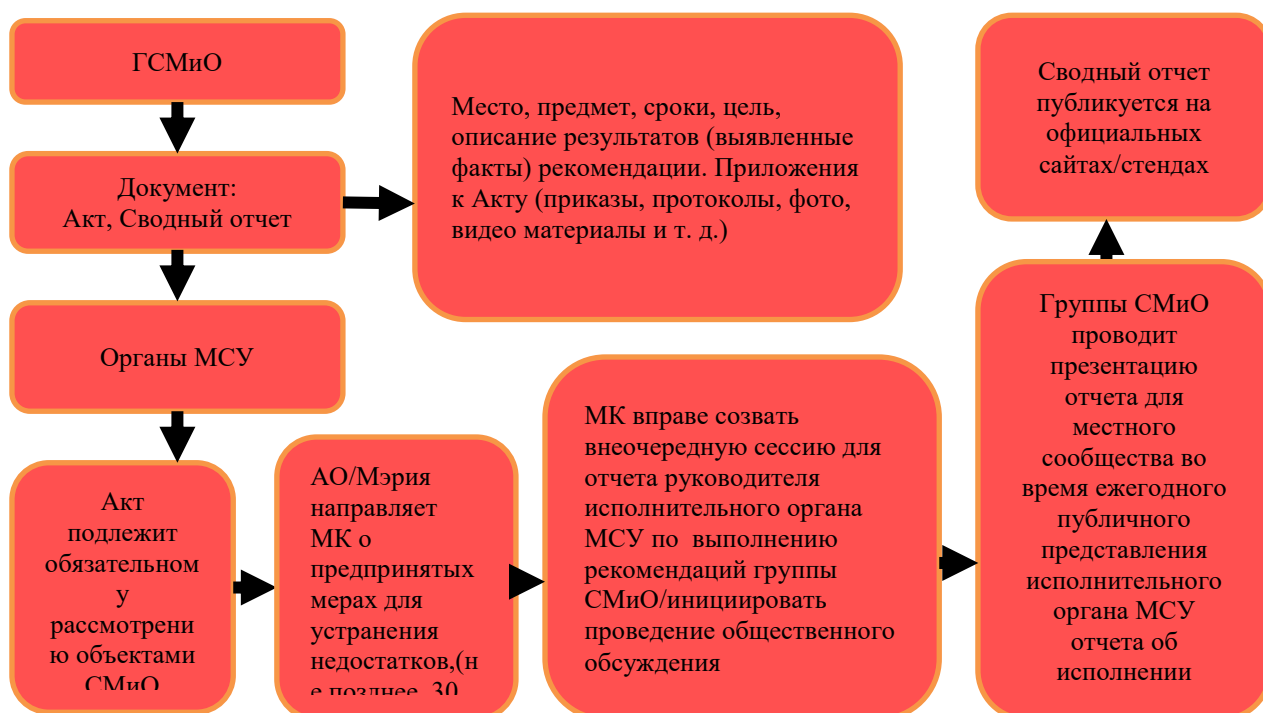 ГСМиО
Документ:
Акт, Сводный отчет
Место, предмет, сроки, цель,
описание результатов (выявленные
факты) рекомендации. Приложения
к Акту (приказы, протоколы, фото,
видео материалы и т. д.)
Органы МСУ
Акт
подлежит
обязательном
у
рассмотрени
ю объектами
СМиО
АО/Мэрия
направляет
МК о
предпринятых
мерах для
устранения
недостатков,(н
е позднее 30
МК вправе созвать
внеочередную сессию для
отчета руководителя
исполнительного органа
МСУ по выполнению
рекомендаций группы
СМиО/инициировать
проведение общественного
обсуждения
Группы СМиО
проводит
презентацию
отчета для
местного
сообщества во
время ежегодного
публичного
представления
исполнительного
органа МСУ
отчета об
исполнении
Сводный отчет
публикуется на
официальных
сайтах/стендах